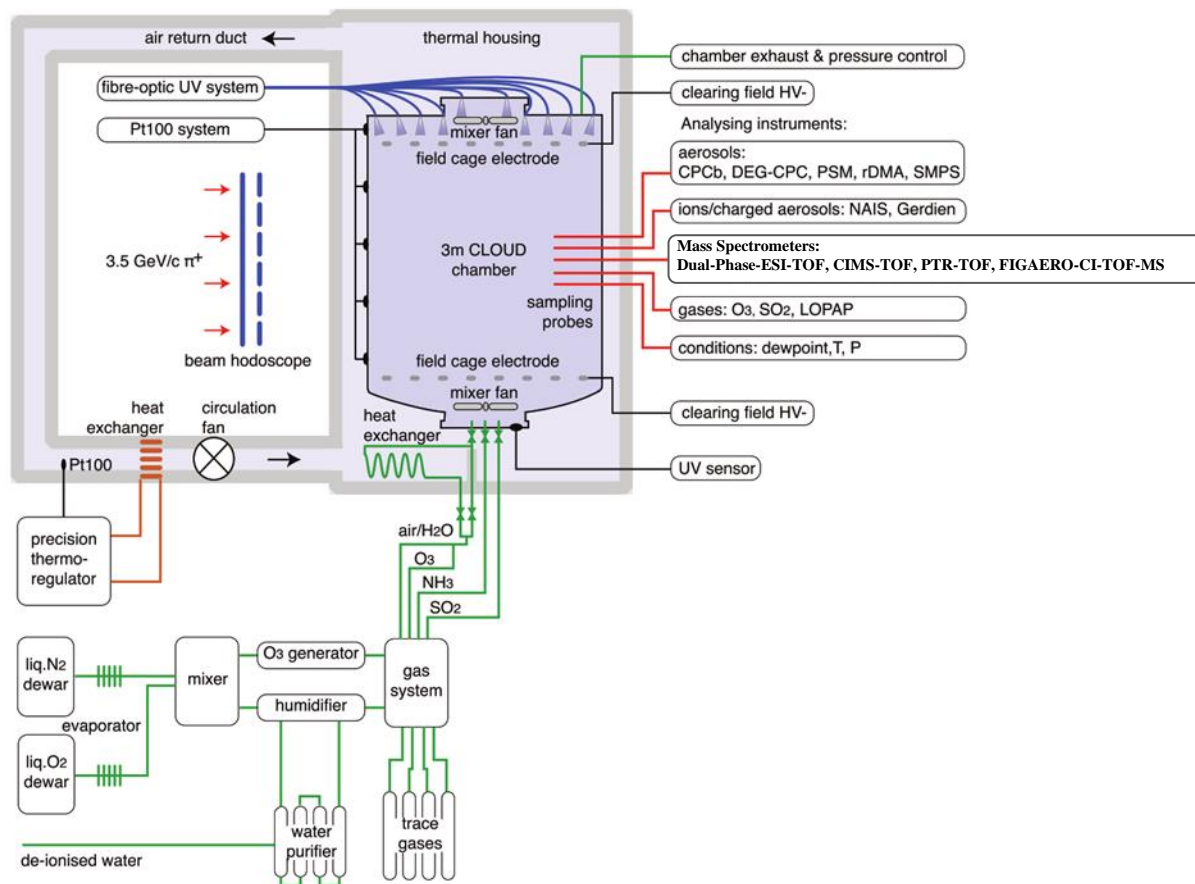 air return duct
thermal housing
chamber exhaust & pressure control
fibre-optic UV system
clearing field HV-
Pt100 system
mixer fan
Analysing instruments:
field cage electrode
aerosols:
CPCb, DEG-CPC, PSM, rDMA, SMPS
ions/charged aerosols: NAIS, Gerdien
3.5 GeV/c π+
3m CLOUD
chamber
Mass Spectrometers:
Dual-Phase-ESI-TOF, CIMS-TOF, PTR-TOF, FIGAERO-CI-TOF-MS
sampling
probes
gases: O3, SO2, LOPAP
beam hodoscope
conditions: dewpoint,T, P
field cage electrode
mixer fan
heat
exchanger
circulation
fan
heat
exchanger
clearing field HV-
Pt100
UV sensor
precision
thermo-
regulator
air/H2O
O3
NH3
SO2
liq.N2
dewar
mixer
O3 generator
gas
system
evaporator
humidifier
liq.O2
dewar
water
purifier
trace
gases
de-ionised water